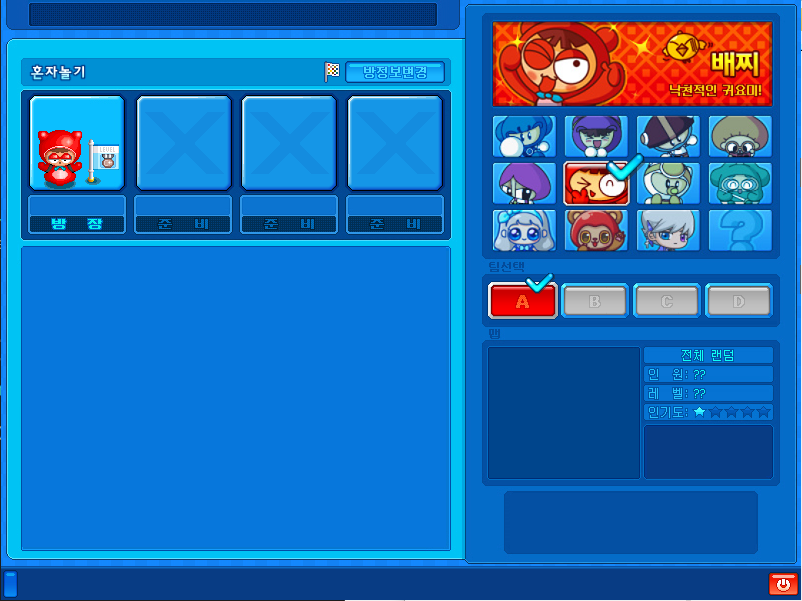 혼자놀기
방정보변경
LEVEL
방 장
준 비
준 비
준 비
배찌
낙천적인 귀요미!
팀선택
A
B
C
D
맵
전체 랜덤
인 원: ??
레 벨: ??
인기도: